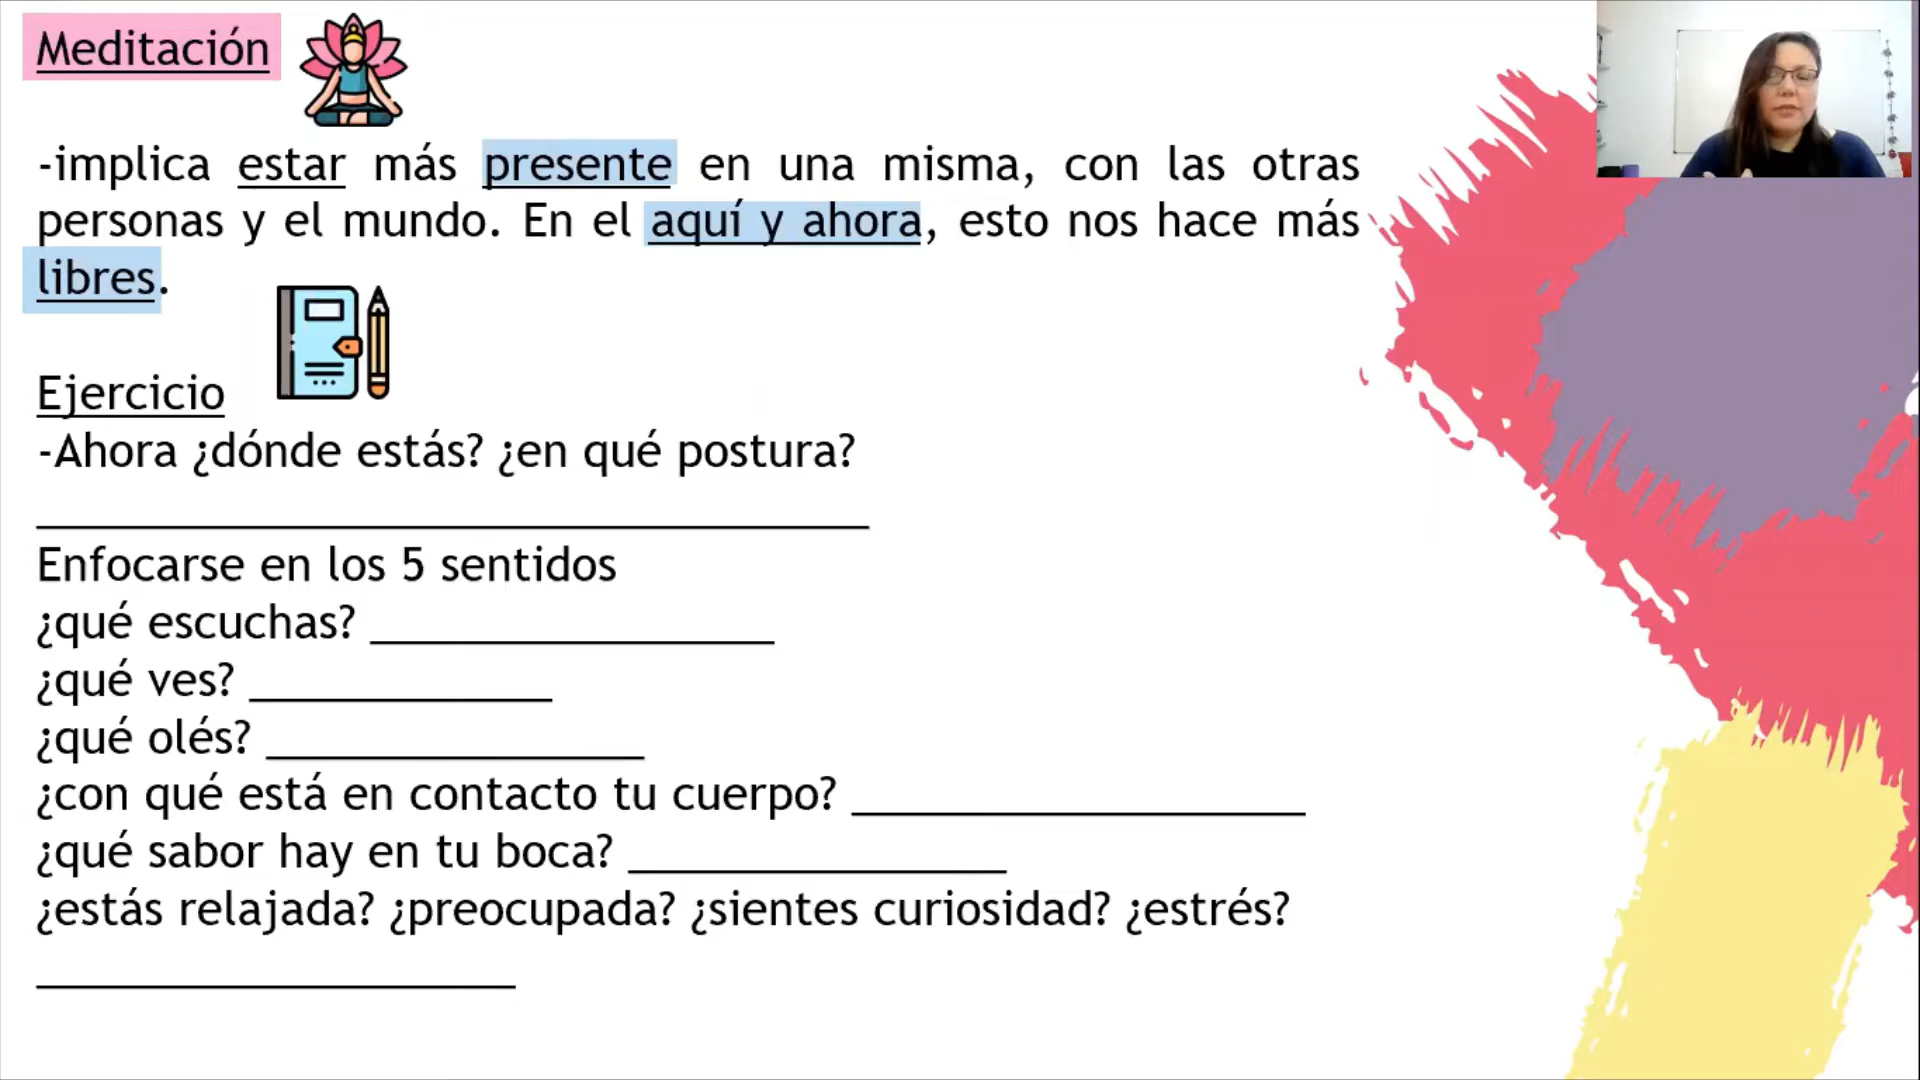 Meditación
-implica estar más presente en una misma, con las otras
personas y el mundo. En el aquí y ahora, esto nos hace más
libres.
Ejercicio
-Ahora ¿dónde estás? ¿en qué postura?
Enfocarse en los 5 sentidos
¿qué escuchas?
¿qué ves?
¿qué olés?
¿con qué está en contacto tu cuerpo?
¿qué sabor hay en tu boca?
¿estás relajada? ¿preocupada? ¿sientes curiosidad? ¿estrés?